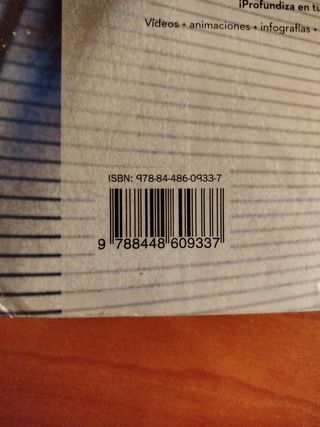 ¡Profundiza en tu
Vídeos + animaciones + infografías +
ISBN: 978-84-486-0933-7
9 788448 609337